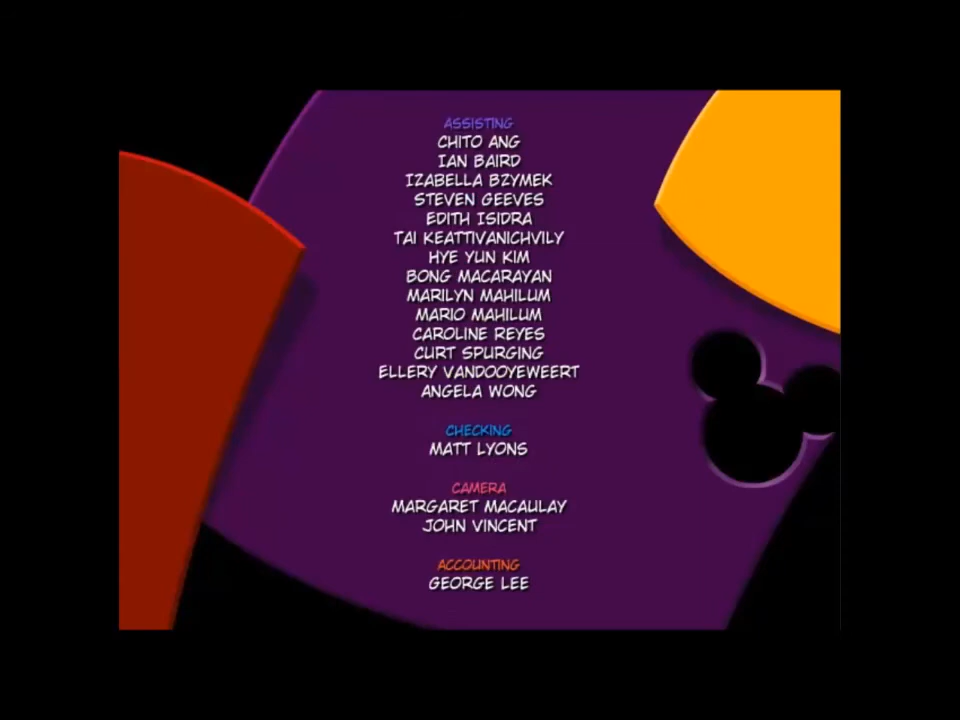 ASSISTING
CHITO ANG
IAN BAIRD
IZABELLA BZYMEK
STEVEN GEEVES
EDITH ISIDRA
TAI KEATTIVANICHVILY
HYE YUN KIM
BONG MACARAYAN
MARILYN MAHILUM
MARIO MAHILUM
CAROLINE REYES
CURT SPURGING
ELLERY VANDOOYEWEERT
ANGELA WONG
CHECKING
MATT LYONS
CAMERA
MARGARET MACAULAY
JOHN VINCENT
ACCOUNTING
GEORGE LEE